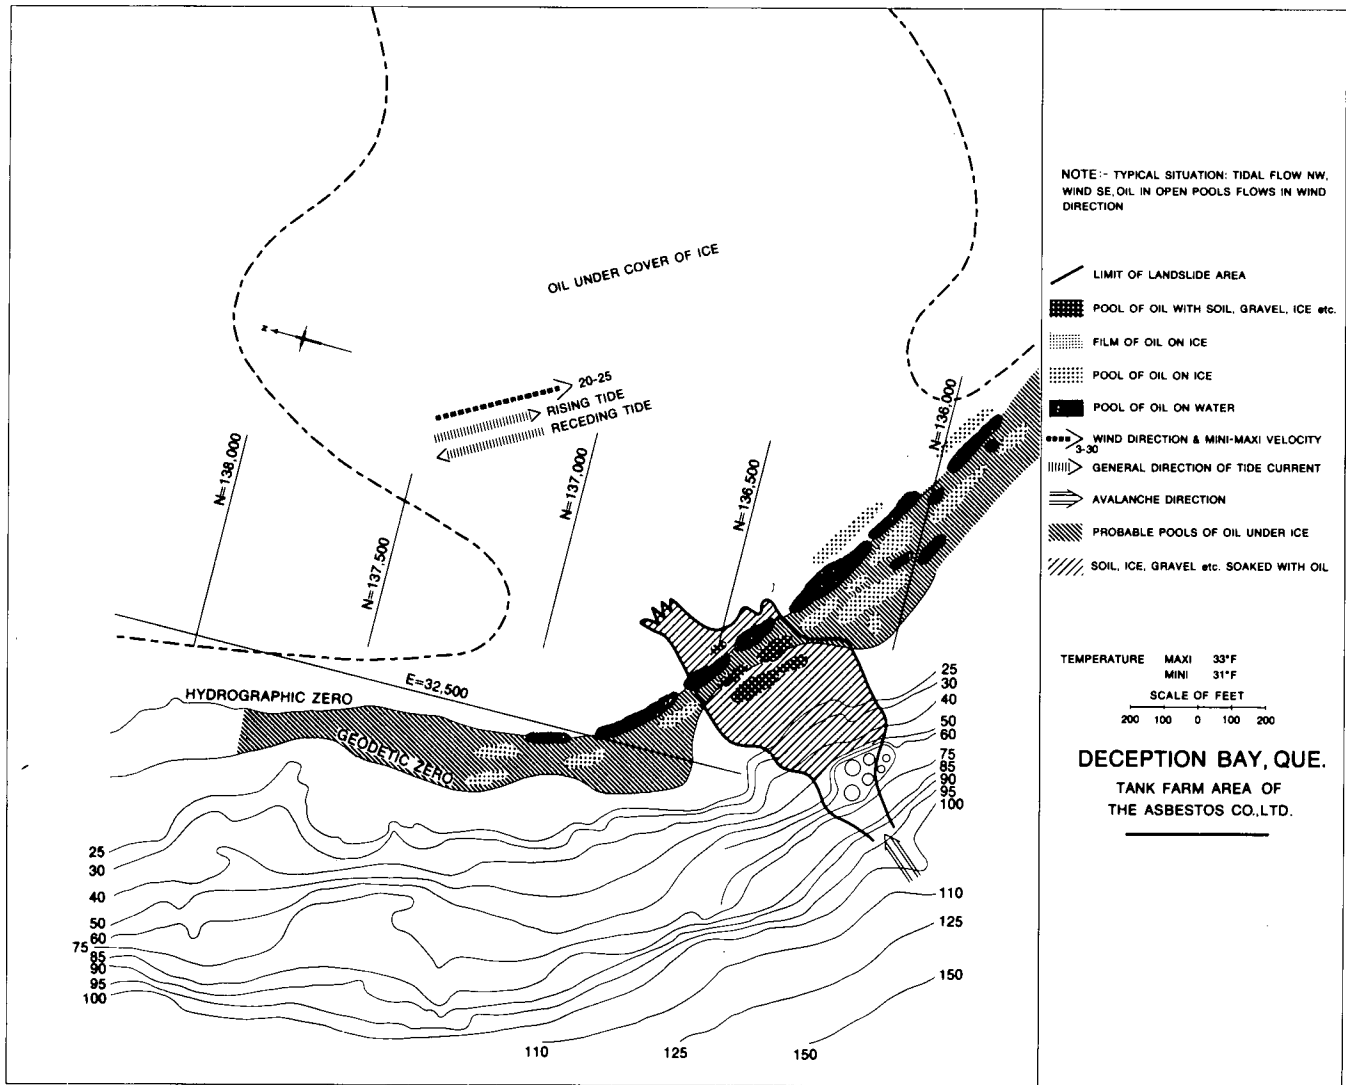 OIL UNDER COVER OF ICE
N
20-25
RISING TIDE
RECEDING TIDE
N=138,000
N=137,500
N=137,000
N=136,500
N=136,000
E=32,500
HYDROGRAPHIC ZERO
GEODETIC ZERO
25
30
40
50
60
75
85
90
95
100
110
125
150
25
30
40
50
60
75
85
90
95
100
110
125
150
NOTE:- TYPICAL SITUATION: TIDAL FLOW NW,
WIND SE, OIL IN OPEN POOLS FLOWS IN WIND
DIRECTION
LIMIT OF LANDSLIDE AREA
POOL OF OIL WITH SOIL, GRAVEL, ICE etc.
FILM OF OIL ON ICE
POOL OF OIL ON ICE
POOL OF OIL ON WATER
WIND DIRECTION & MINI-MAXI VELOCITY
3-30
GENERAL DIRECTION OF TIDE CURRENT
AVALANCHE DIRECTION
PROBABLE POOLS OF OIL UNDER ICE
SOIL, ICE, GRAVEL etc. SOAKED WITH OIL
TEMPERATURE MAXI 33°F
MINI 31°F
SCALE OF FEET
200 100 0 100 200
DECEPTION BAY, QUE.
TANK FARM AREA OF
THE ASBESTOS CO., LTD.